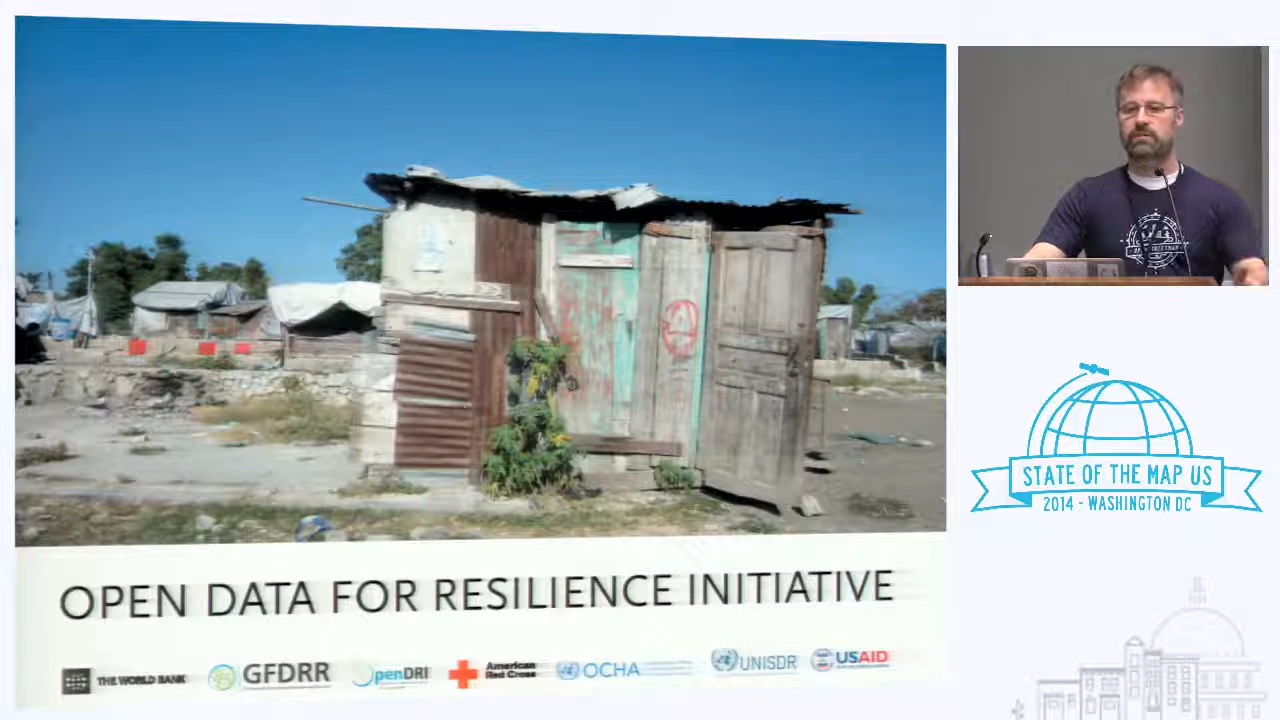 OPEN DATA FOR RESILIENCE INITIATIVE
THE WORLD BANK
GFDRR
OpenDRI
American
Red Cross
OCHA
UNISDR
USAID
STREETMAP
STATE OF THE MAP US
2014 - WASHINGTON DC